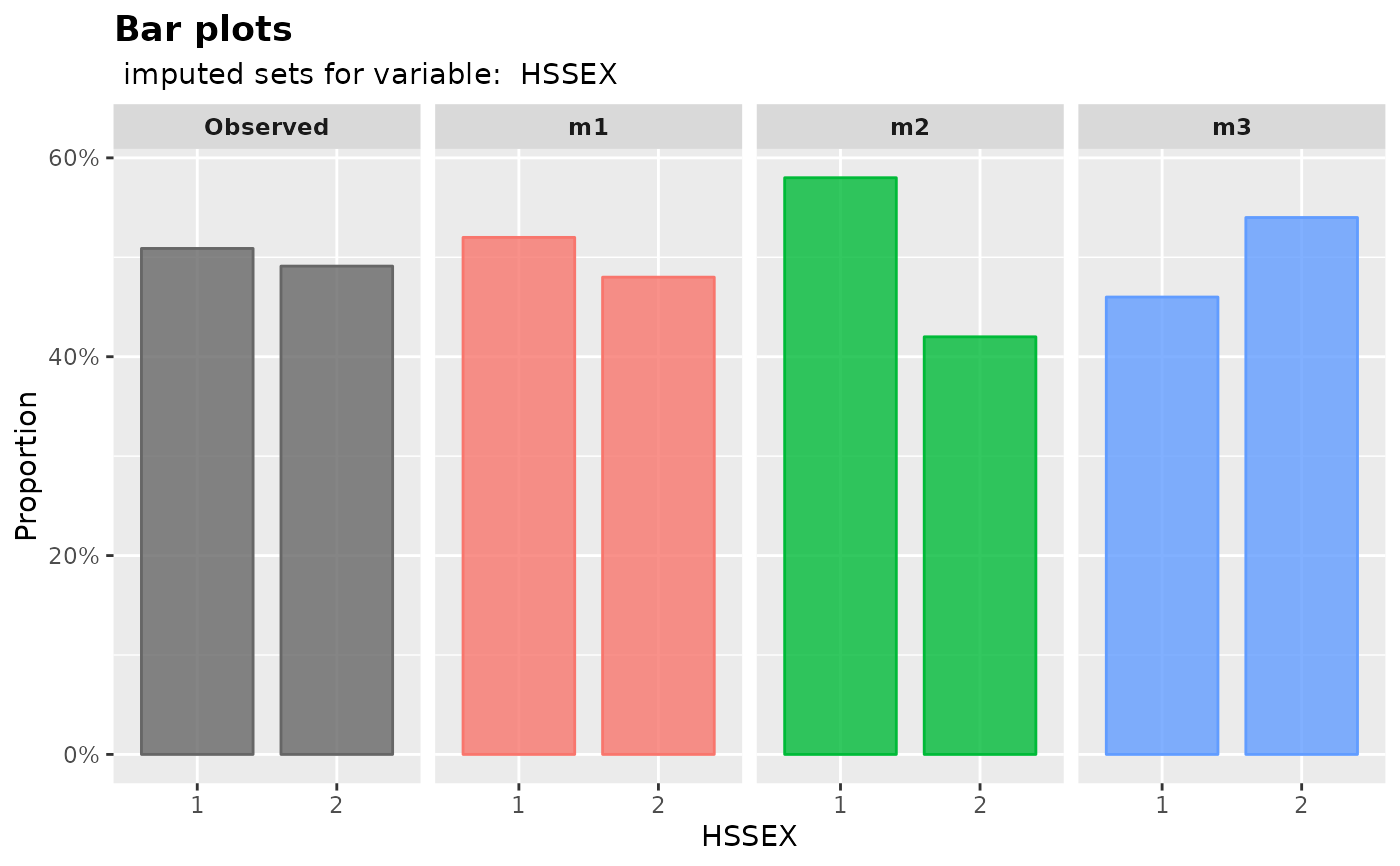 Bar plots
imputed sets for variable:  HSSEX
Observed m1 m2 m3
60%
40%
20%
0%
Proportion
1 2 1 2 1 2 1 2
HSSEX